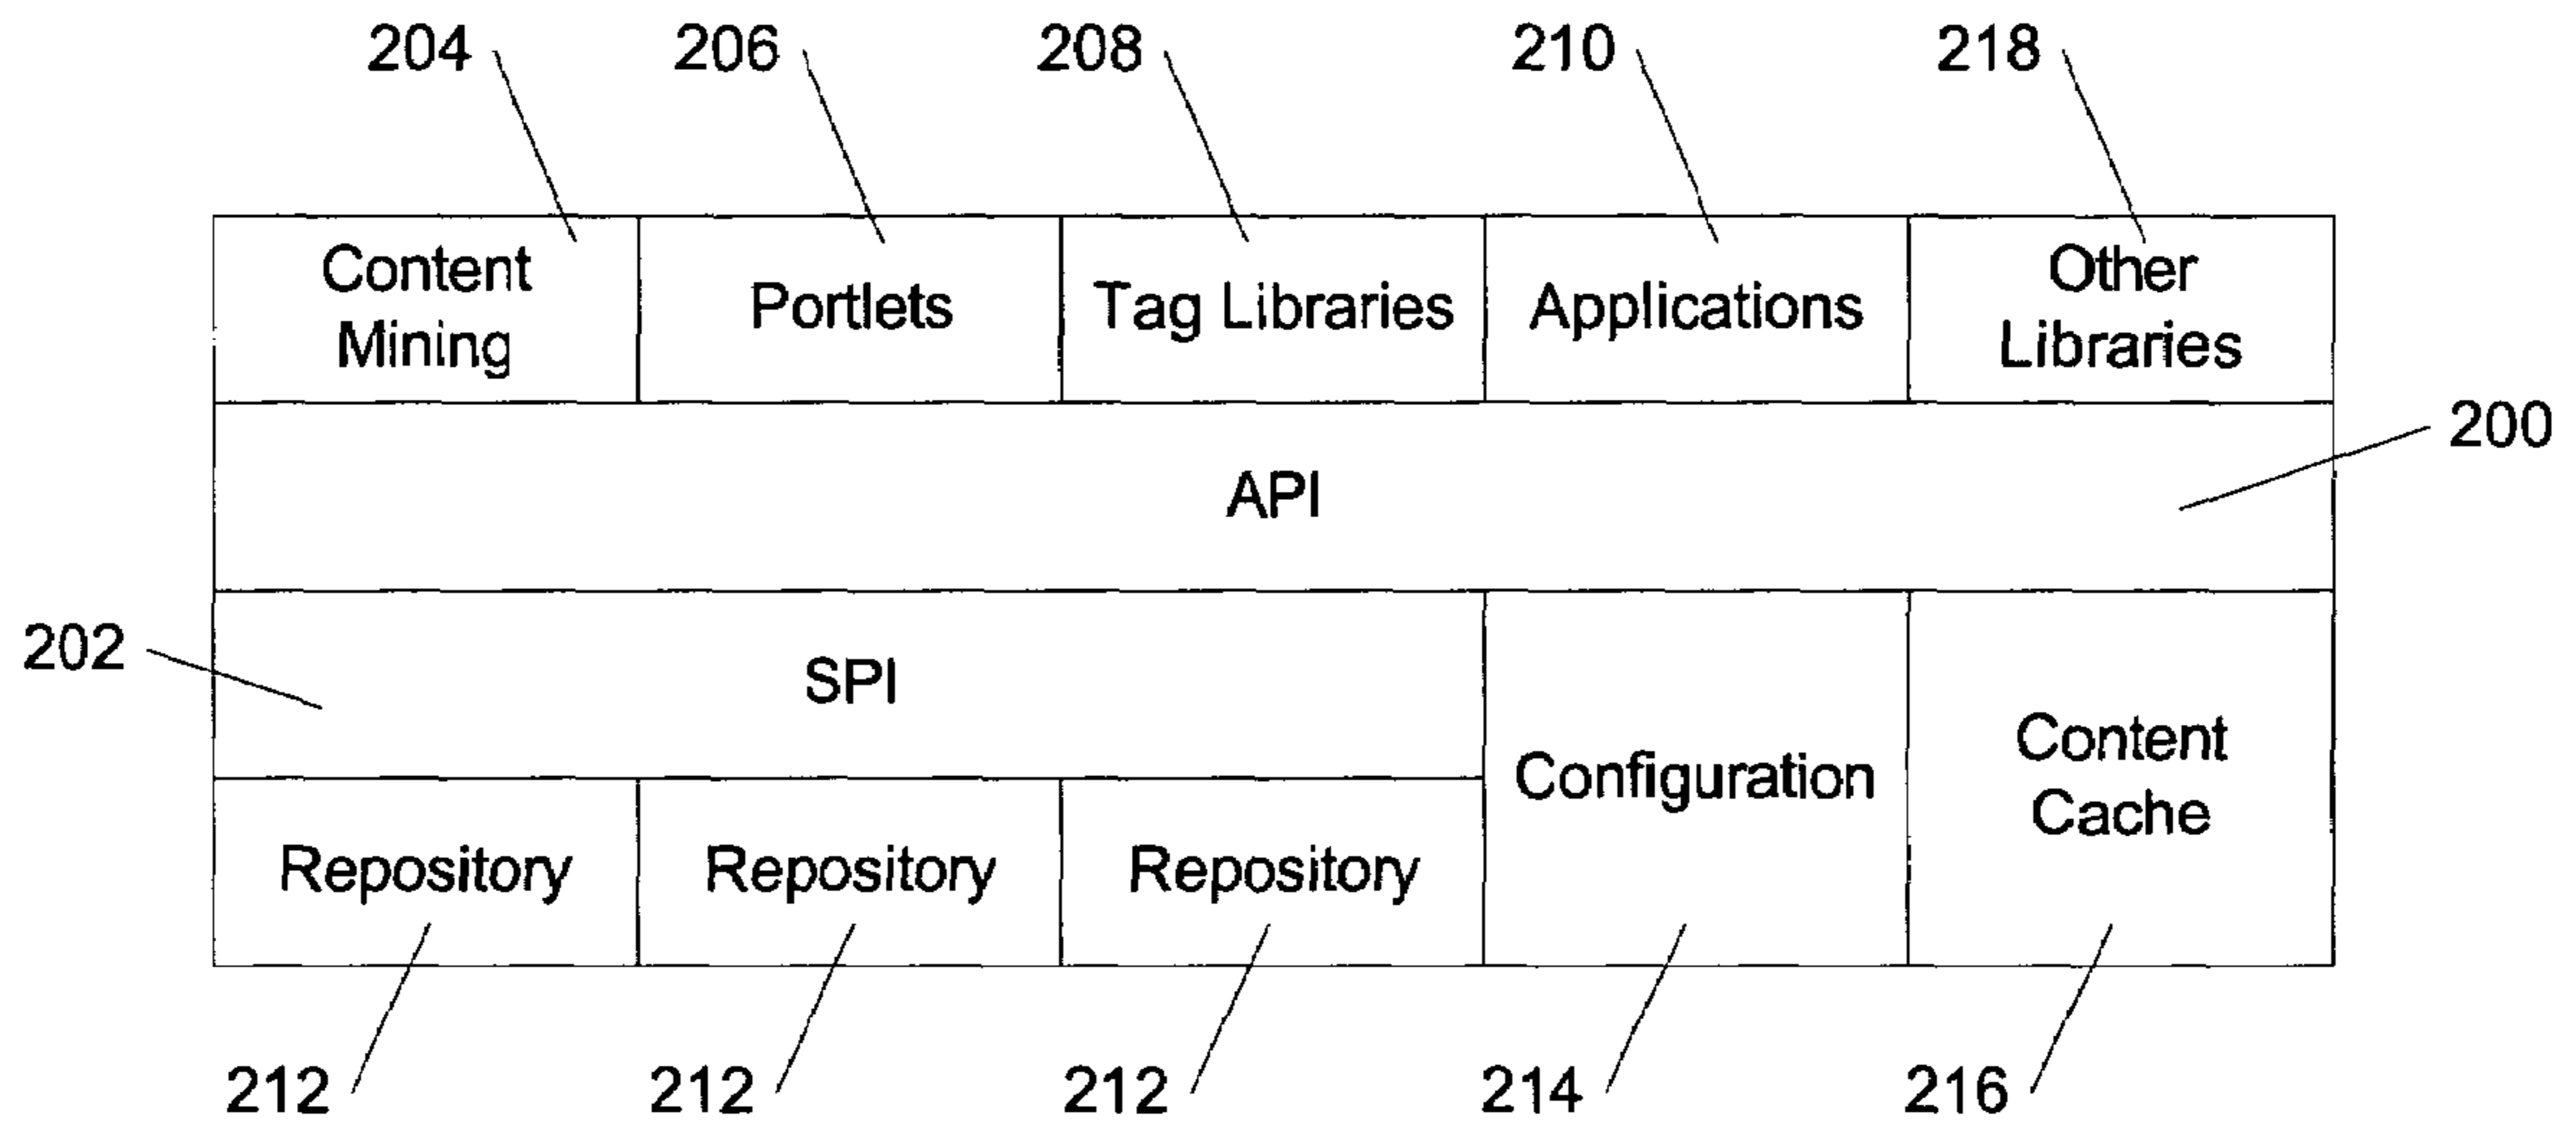 204
206
208
210
218
Content
Mining
Portlets
Tag Libraries
Applications
Other
Libraries
200
API
202
SPI
Configuration
Content
Cache
Repository
Repository
Repository
212
212
212
214
216